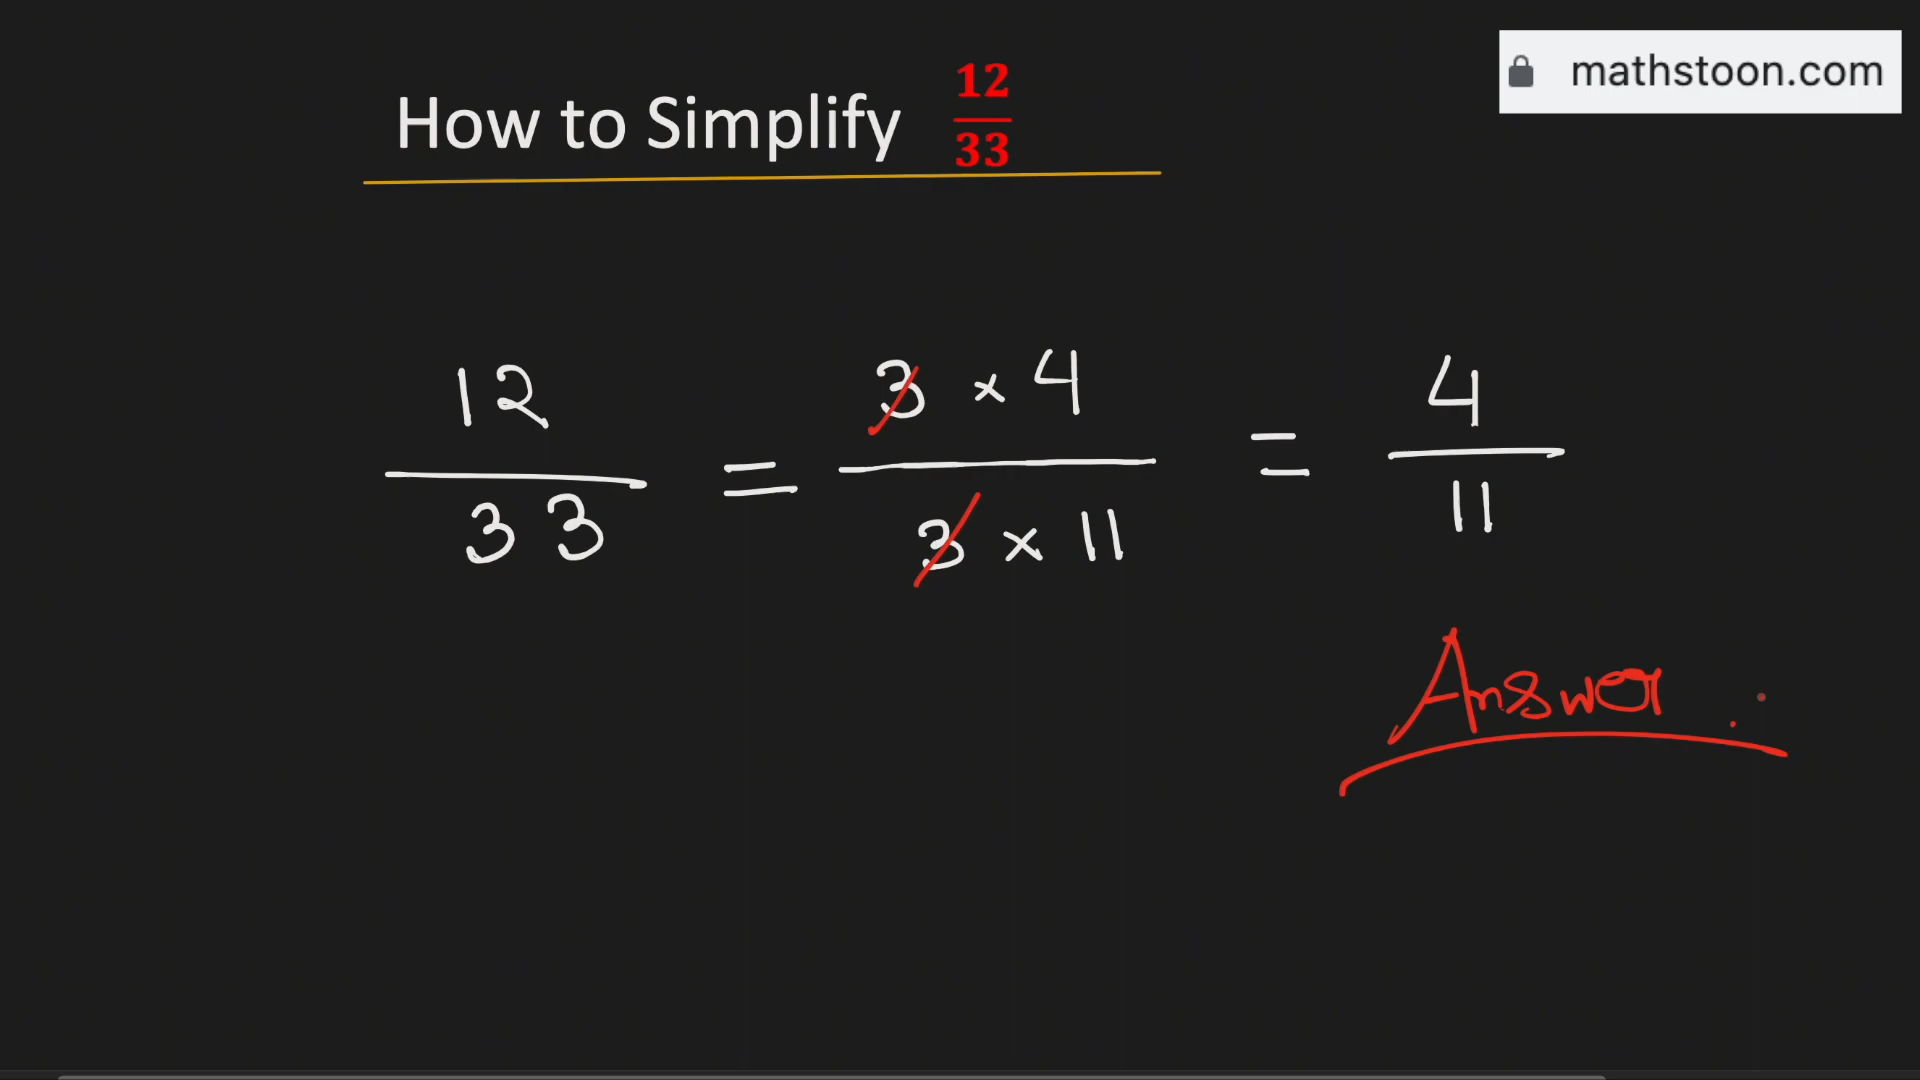 mathstoon.com
How to Simplify 12/33
12/33 = 3 × 4 / 3 × 11 = 4/11
Answer .